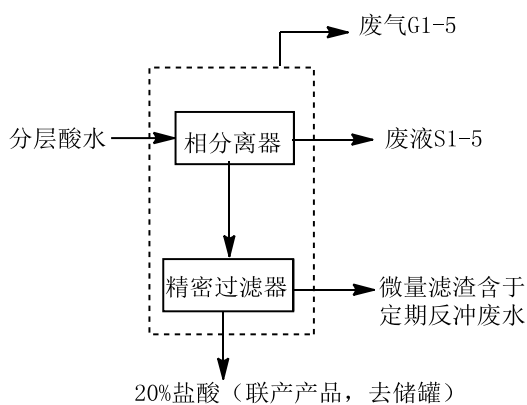 废气G1-5
分层酸水
相分离器
废液S1-5
精密过滤器
微量滤渣含于
定期反冲废水
20%盐酸（联产产品，去储罐）